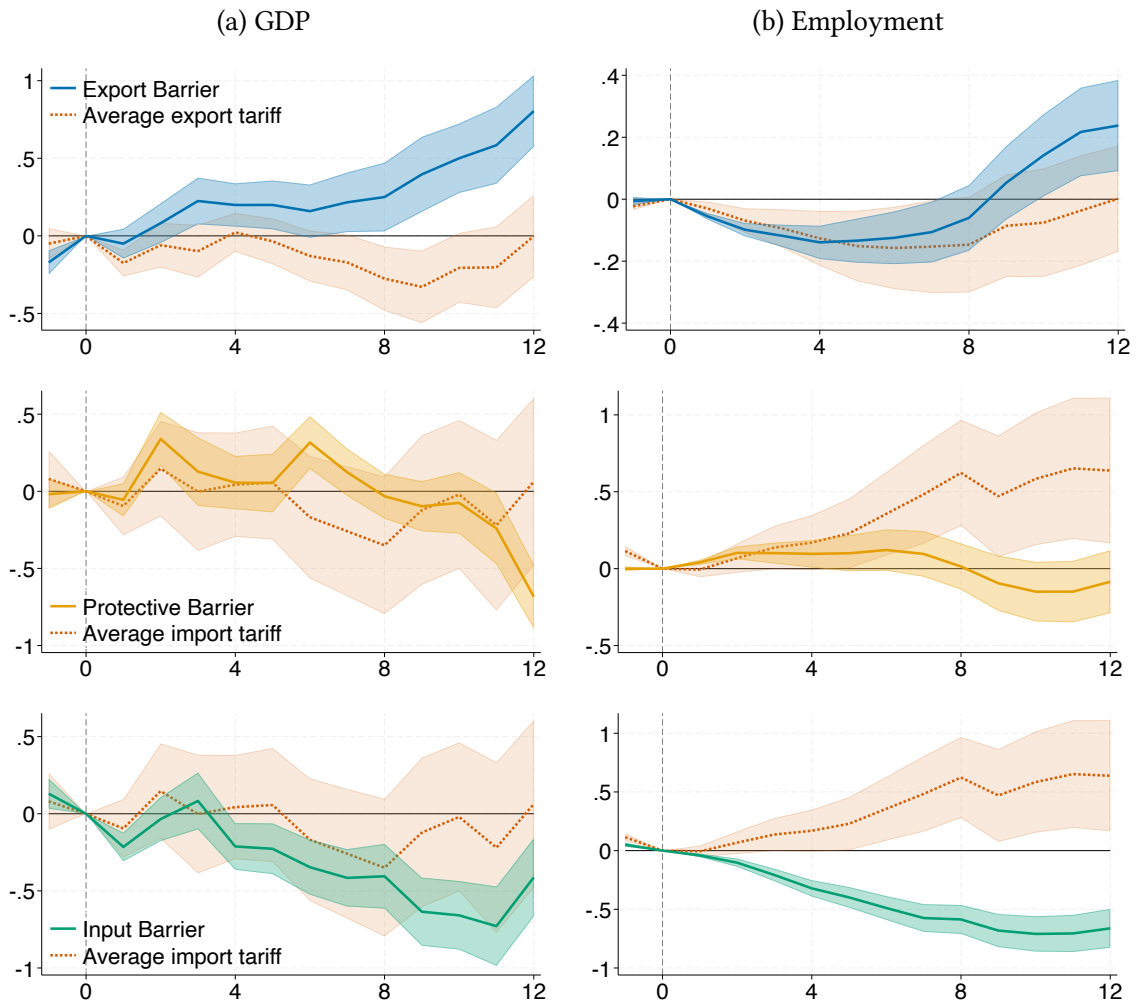 (a) GDP
(b) Employment
1
.5
0
-.5
Export Barrier
Average export tariff
0 4 8 12
.4
.2
0
-.2
-.4
0 4 8 12
.5
0
-.5
-1
Protective Barrier
Average import tariff
0 4 8 12
1
.5
0
-.5
0 4 8 12
.5
0
-.5
-1
Input Barrier
Average import tariff
0 4 8 12
1
.5
0
-.5
-1
0 4 8 12